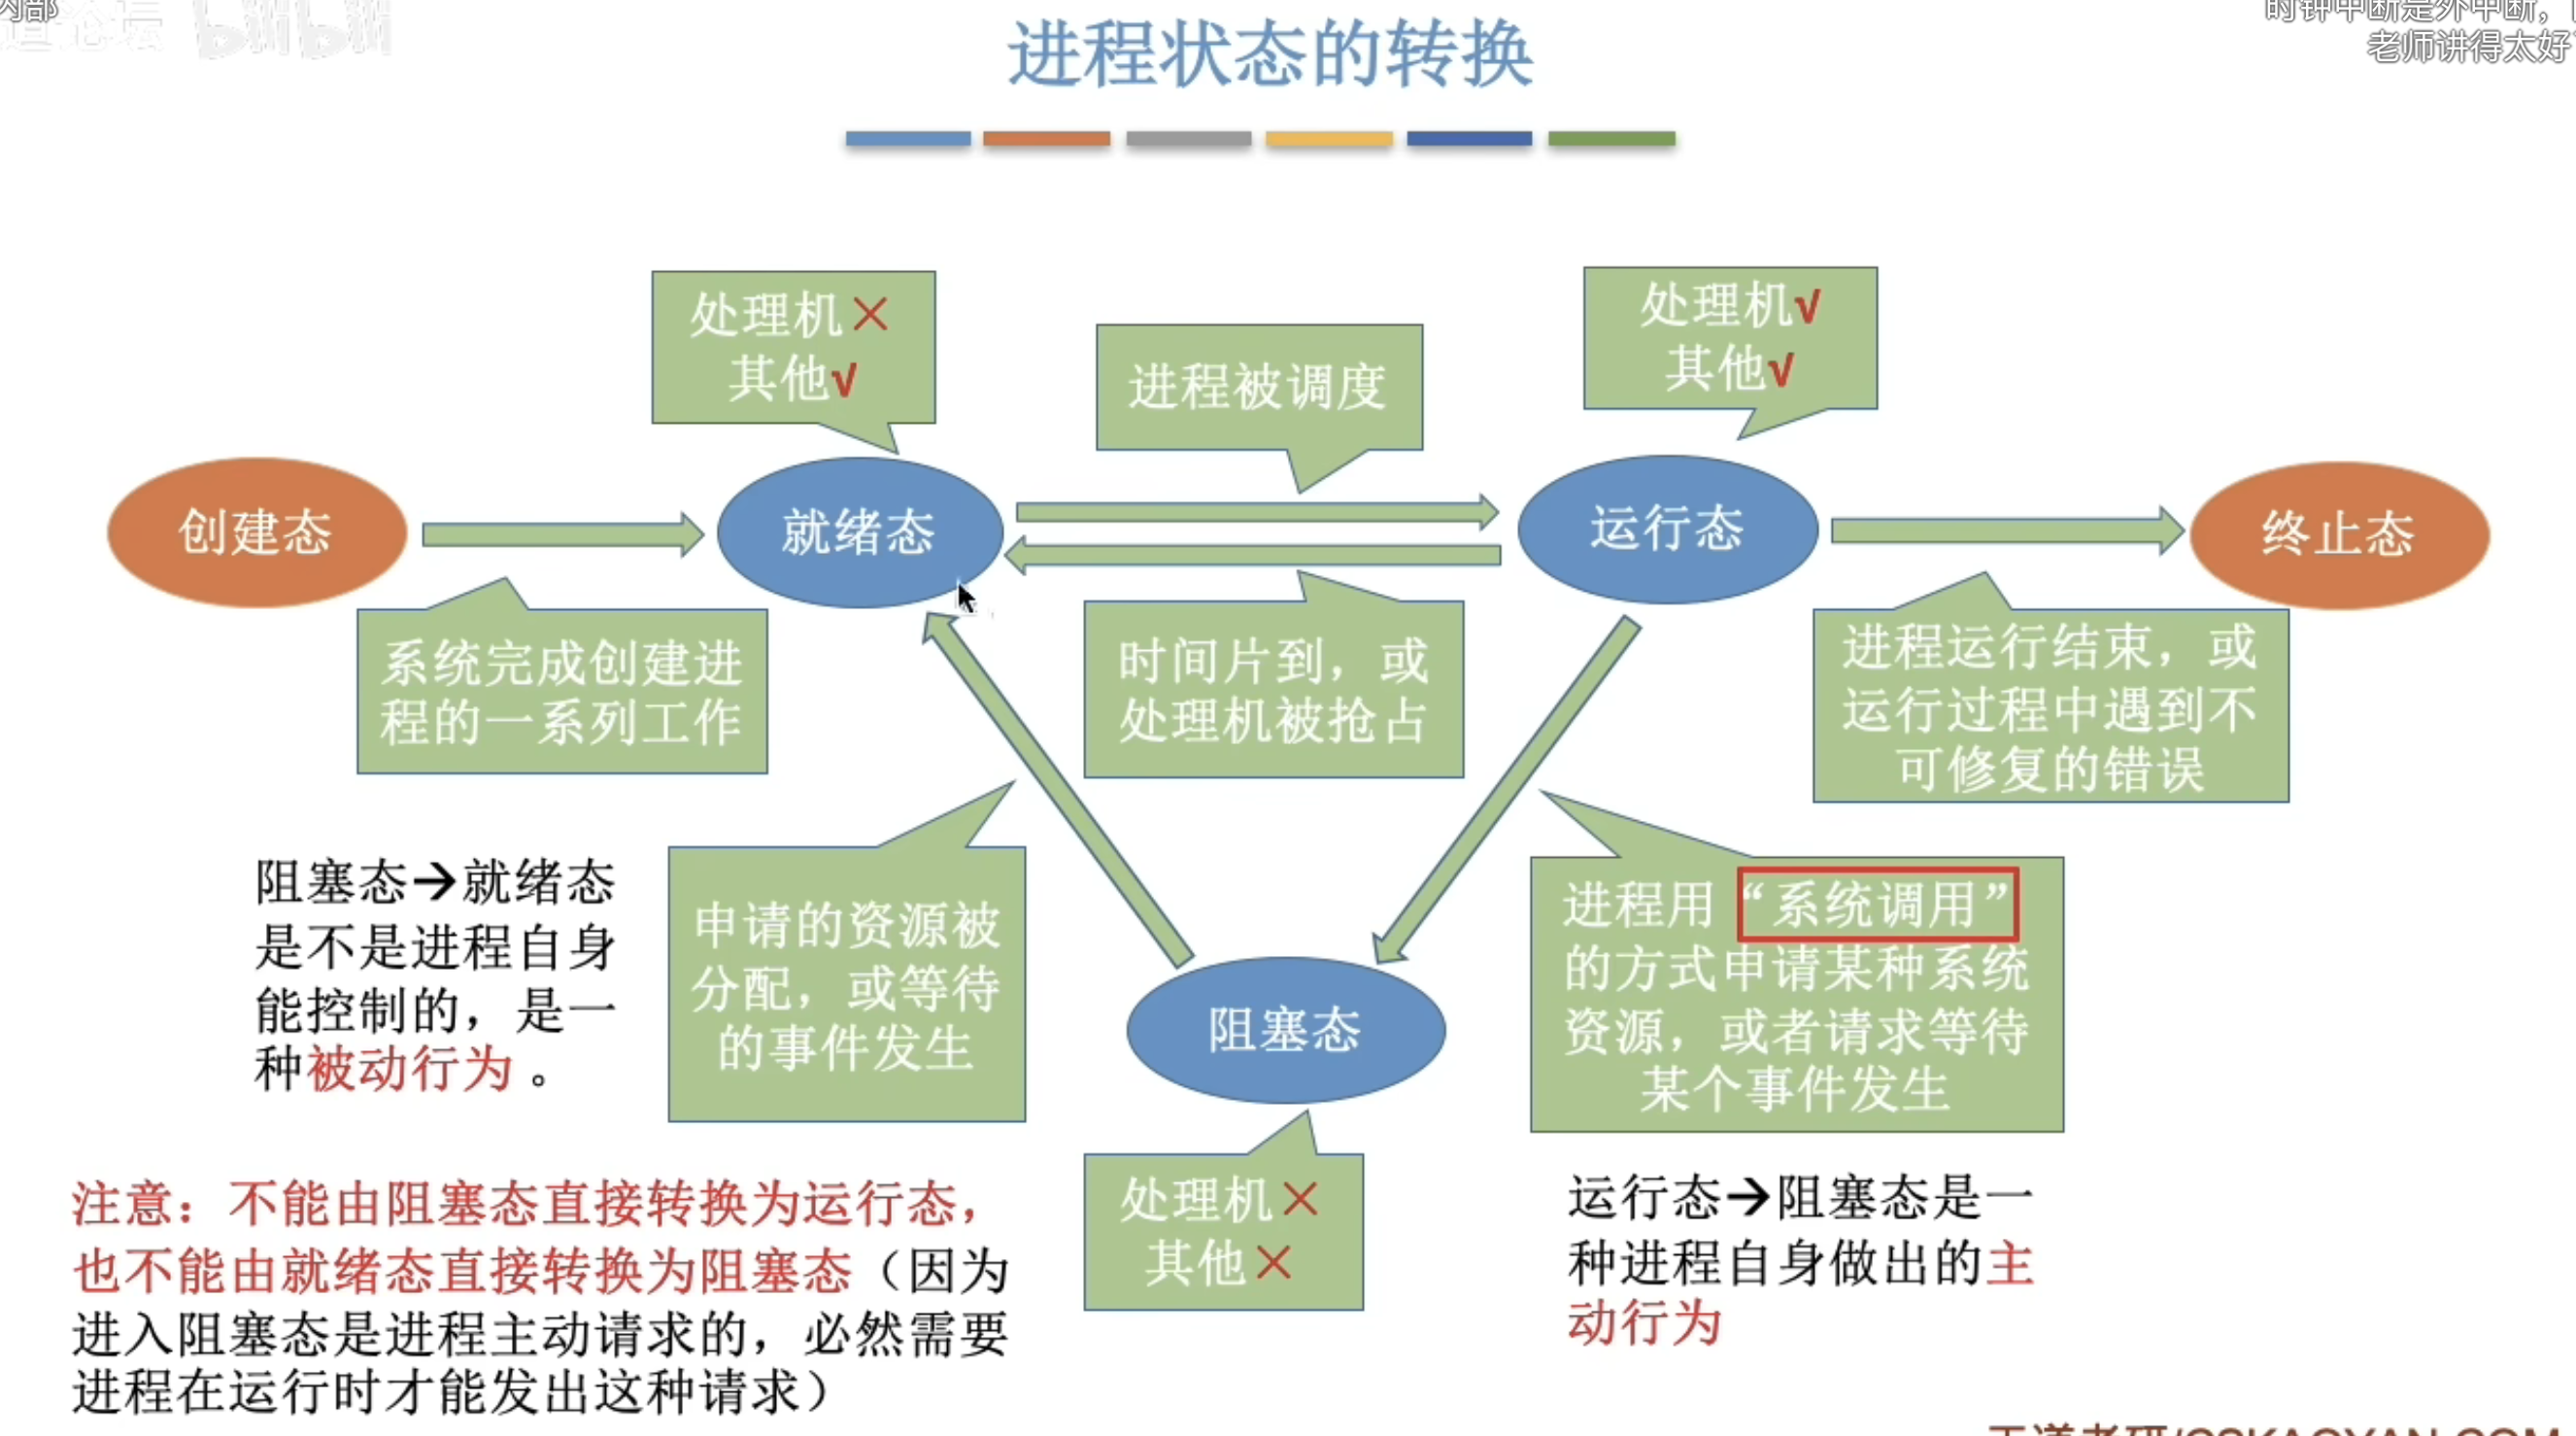 内部
道论坛 bilibili
时钟中断是外中断，
老师讲得太好
进程状态的转换
处理机×
其他√
进程被调度
处理机√
其他√
创建态
就绪态
运行态
终止态
系统完成创建进
程的一系列工作
时间片到，或
处理机被抢占
进程运行结束，或
运行过程中遇到不
可修复的错误
阻塞态→就绪态
是不是进程自身
能控制的，是一
种被动行为。
申请的资源被
分配，或等待
的事件发生
进程用“系统调用”
的方式申请某种系统
资源，或者请求等待
某个事件发生
阻塞态
处理机×
其他×
运行态→阻塞态是一
种进程自身做出的主
动行为
注意：不能由阻塞态直接转换为运行态，
也不能由就绪态直接转换为阻塞态（因为
进入阻塞态是进程主动请求的，必然需要
进程在运行时才能发出这种请求）
王道考研/CSKAOYAN.COM